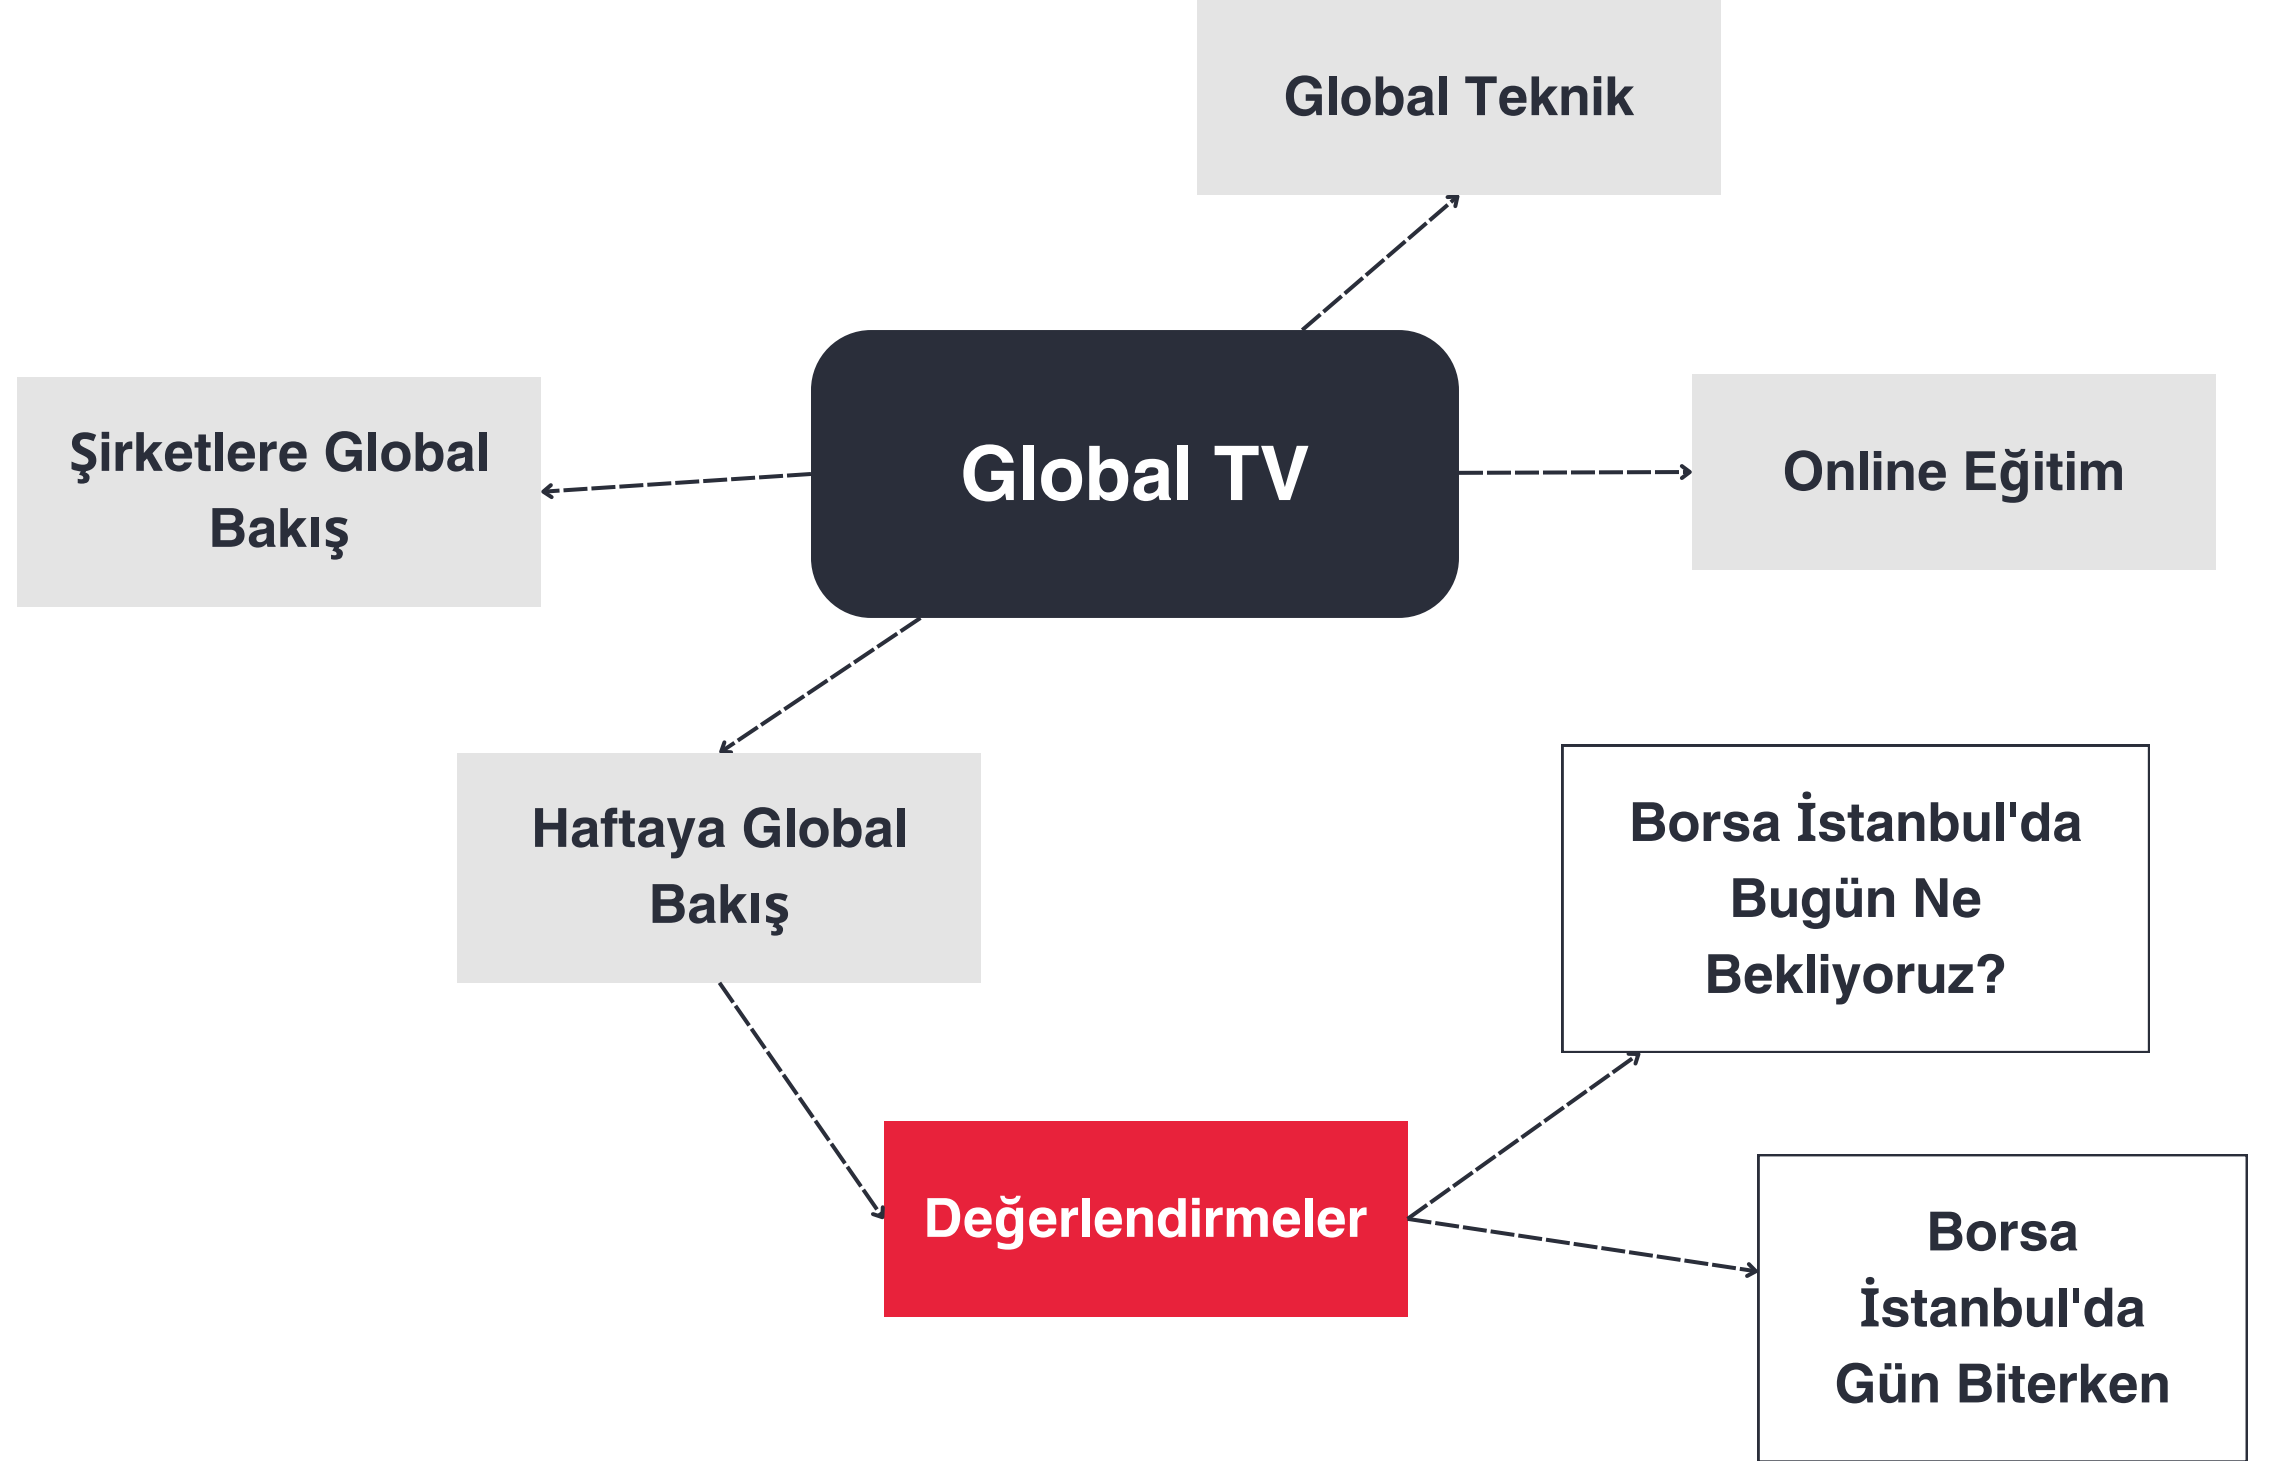 Global Teknik
Şirketlere Global
Bakış
Global TV
Online Eğitim
Haftaya Global
Bakış
Borsa İstanbul'da
Bugün Ne
Bekliyoruz?
Değerlendirmeler
Borsa
İstanbul'da
Gün Biterken